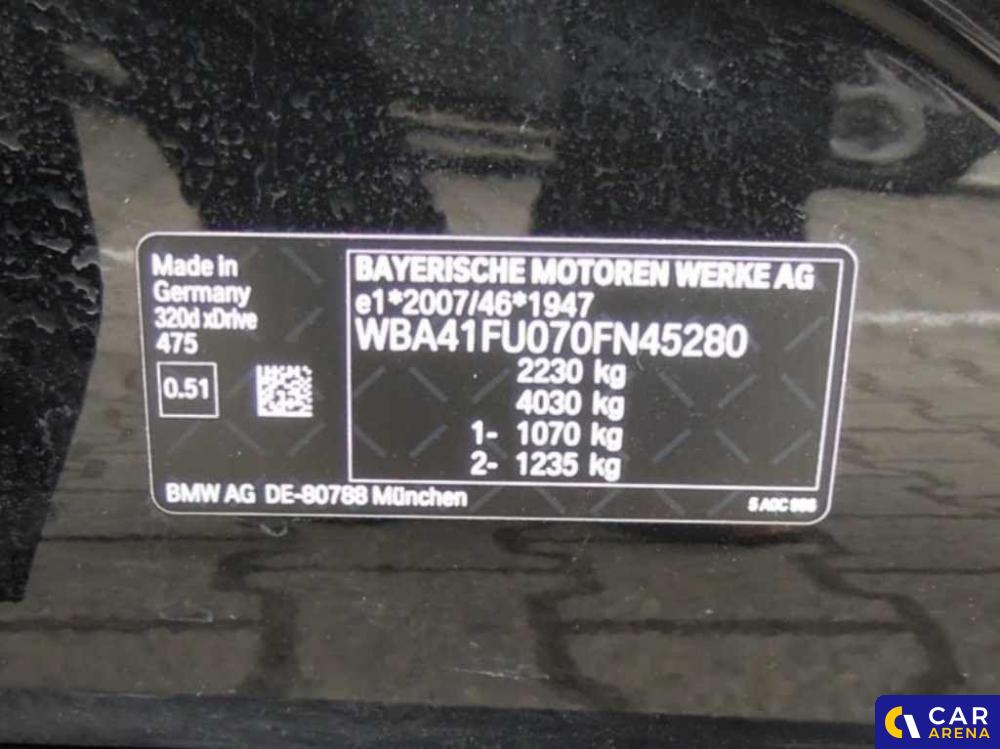 Made in
Germany
320d xDrive
475
0.51
BAYERISCHE MOTOREN WERKE AG
e1*2007/46*1947
WBA41FU070FN45280
2230 kg
4030 kg
1- 1070 kg
2- 1235 kg
BMW AG DE-80788 München
CAR
ARENA